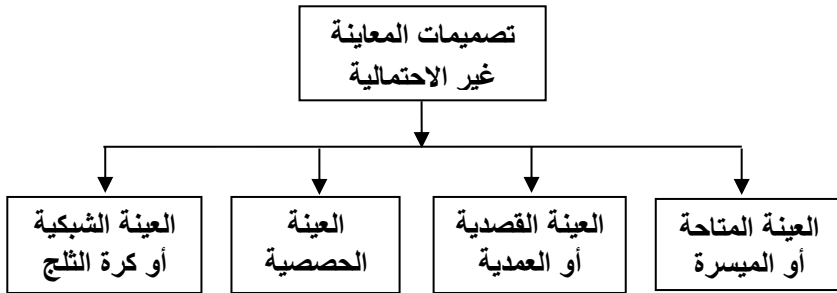 تصميمات المعاينة
غير الاحتمالية
العينة المتاحة
أو الميسرة
العينة القصدية
أو العمدية
العينة
الحصصية
العينة الشبكية
أو كرة الثلج